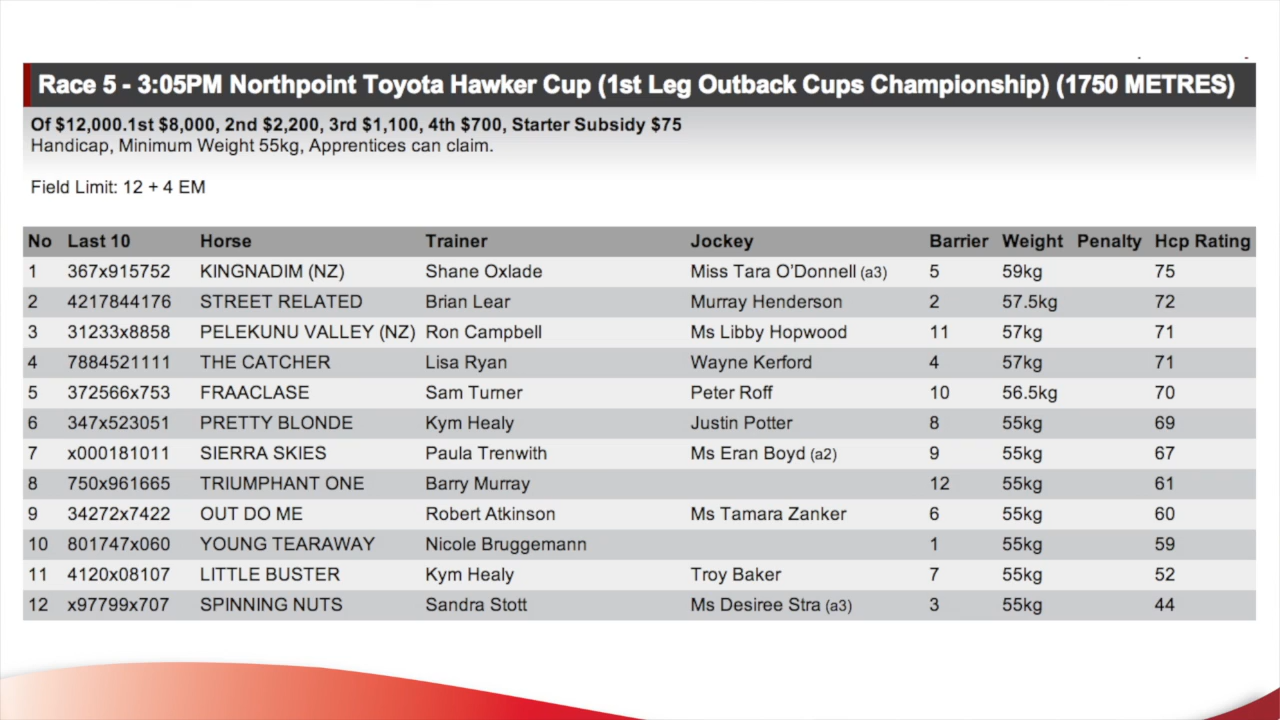 Race 5 - 3:05PM Northpoint Toyota Hawker Cup (1st Leg Outback Cups Championship) (1750 METRES)
Of $12,000.1st $8,000, 2nd $2,200, 3rd $1,100, 4th $700, Starter Subsidy $75
Handicap, Minimum Weight 55kg, Apprentices can claim.
Field Limit: 12 + 4 EM
No Last 10 Horse Trainer Jockey Barrier Weight Penalty Hcp Rating
1 367x915752 KINGNADIM (NZ) Shane Oxlade Miss Tara O'Donnell (a3) 5 59kg 75
2 4217844176 STREET RELATED Brian Lear Murray Henderson 2 57.5kg 72
3 31233x8858 PELEKUNU VALLEY (NZ) Ron Campbell Ms Libby Hopwood 11 57kg 71
4 7884521111 THE CATCHER Lisa Ryan Wayne Kerford 4 57kg 71
5 372566x753 FRAACLASE Sam Turner Peter Roff 10 56.5kg 70
6 347x523051 PRETTY BLONDE Kym Healy Justin Potter 8 55kg 69
7 x000181011 SIERRA SKIES Paula Trenwith Ms Eran Boyd (a2) 9 55kg 67
8 750x961665 TRIUMPHANT ONE Barry Murray 12 55kg 61
9 34272x7422 OUT DO ME Robert Atkinson Ms Tamara Zanker 6 55kg 60
10 801747x060 YOUNG TEARAWAY Nicole Bruggemann 1 55kg 59
11 4120x08107 LITTLE BUSTER Kym Healy Troy Baker 7 55kg 52
12 x97799x707 SPINNING NUTS Sandra Stott Ms Desiree Stra (a3) 3 55kg 44